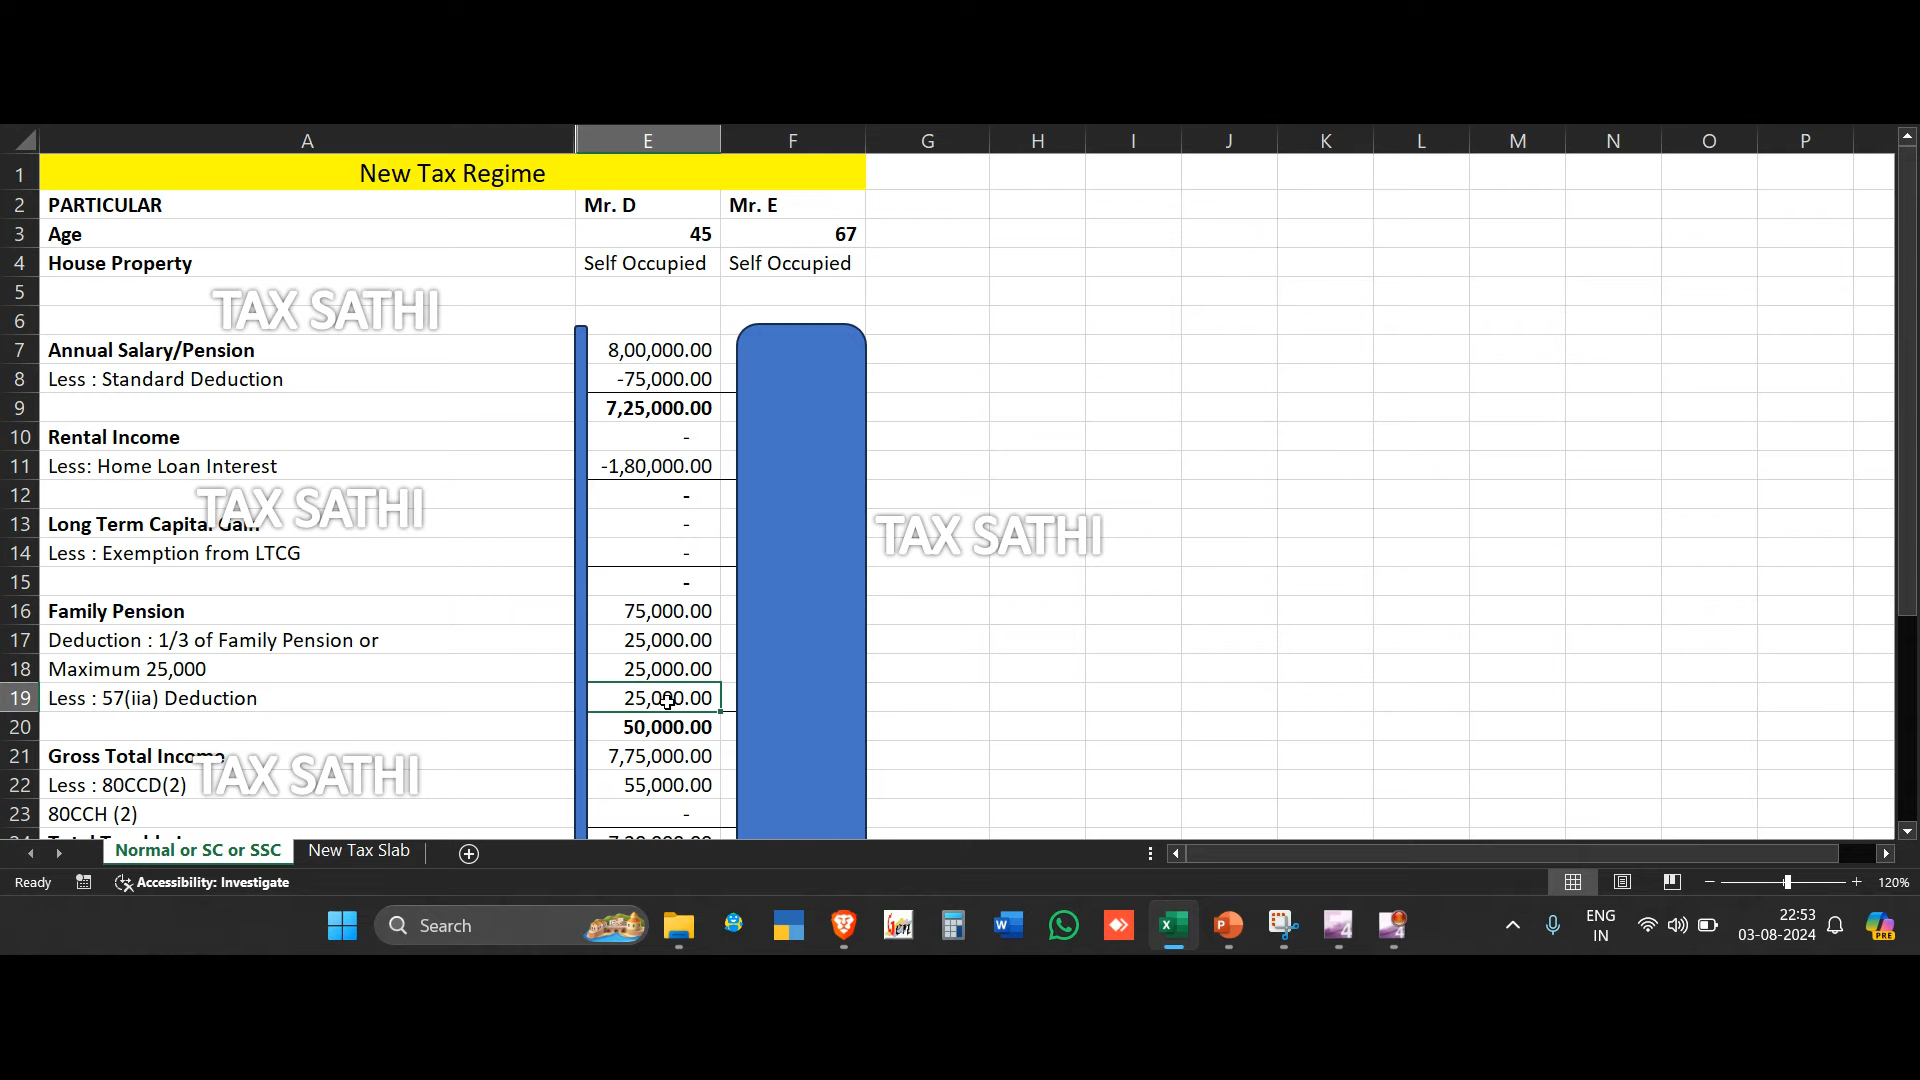 A E F G H I J K L M N O P
1 New Tax Regime
2 PARTICULAR Mr. D Mr. E
3 Age 45 67
4 House Property Self Occupied Self Occupied
5
TAX SATHI
6
7 Annual Salary/Pension 8,00,000.00
8 Less : Standard Deduction -75,000.00
9 7,25,000.00
10 Rental Income -
11 Less: Home Loan Interest -1,80,000.00
12 -
TAX SATHI
13 Long Term Capital Gain -
TAX SATHI
14 Less : Exemption from LTCG -
15 -
16 Family Pension 75,000.00
17 Deduction : 1/3 of Family Pension or 25,000.00
18 Maximum 25,000 25,000.00
19 Less : 57(iia) Deduction 25,000.00
20 50,000.00
21 Gross Total Income 7,75,000.00
TAX SATHI
22 Less : 80CCD(2) 55,000.00
23 80CCH (2) -
Normal or SC or SSC New Tax Slab
Ready Accessibility: Investigate 120%
Search ENG IN 22:53 03-08-2024